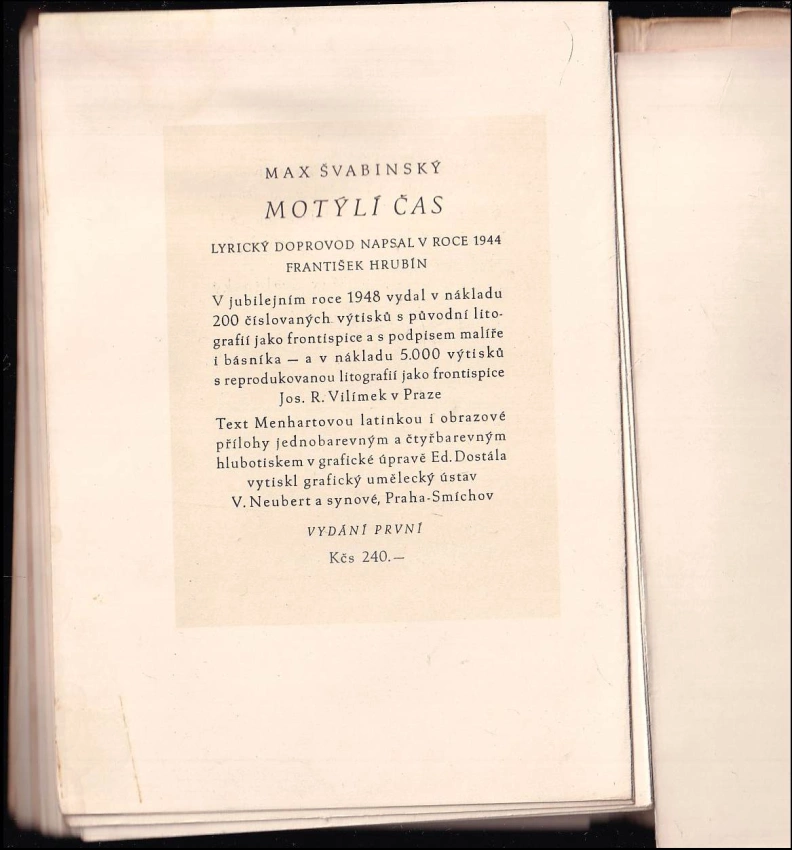 MAX ŠVABINSKÝ
MOTÝLÍ ČAS
LYRICKÝ DOPROVOD NAPSAL V ROCE 1944
FRANTIŠEK HRUBÍN
V jubilejním roce 1948 vydal v nákladu
200 číslovaných výtisků s původní lito-
grafií jako frontispice a s podpisem malíře
i básníka — a v nákladu 5.000 výtisků
s reprodukovanou litografií jako frontispice
Jos. R. Vilímek v Praze
Text Menhartovou latinkou i obrazové
přílohy jednobarevným a čtyřbarevným
hlubotiskem v grafické úpravě Ed. Dostála
vytiskl grafický umělecký ústav
V. Neubert a synové, Praha-Smíchov
VYDÁNÍ PRVNÍ
Kčs 240.—